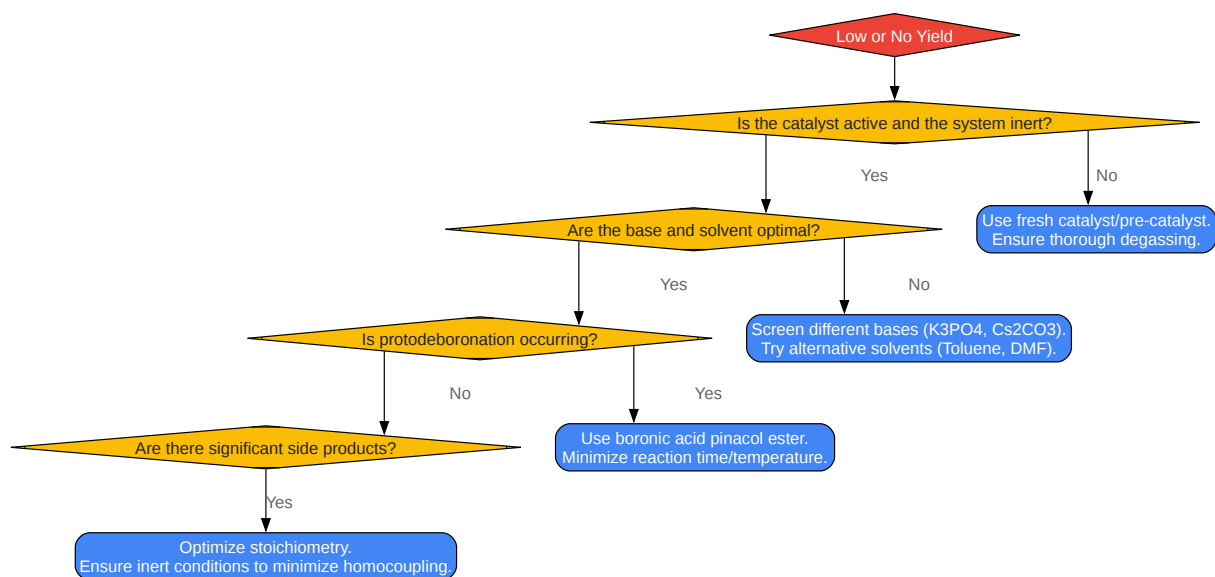 Low or No Yield
Is the catalyst active and the system inert?
Yes
No
Use fresh catalyst/pre-catalyst.
Ensure thorough degassing.
Are the base and solvent optimal?
Yes
No
Screen different bases (K3PO4, Cs2CO3).
Try alternative solvents (Toluene, DMF).
Is protodeboronation occurring?
No
Yes
Use boronic acid pinacol ester.
Minimize reaction time/temperature.
Are there significant side products?
Yes
Optimize stoichiometry.
Ensure inert conditions to minimize homocoupling.